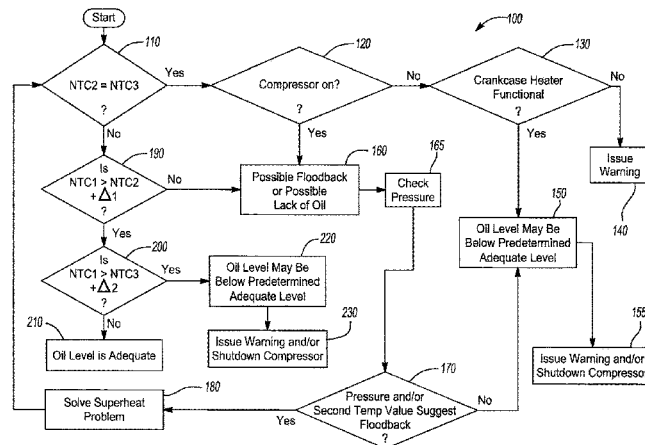 Start
100
110
NTC2 = NTC3
?
Yes
No
120
Compressor on?
?
No
Yes
130
Crankcase Heater
Functional
?
No
Yes
Issue
Warning
140
190
Is
NTC1 > NTC2
+ Δ1
?
No
Yes
160
Possible Floodback
or Possible
Lack of Oil
165
Check
Pressure
150
Oil Level May Be
Below Predetermined
Adequate Level
200
Is
NTC1 > NTC3
+ Δ2
?
Yes
No
220
Oil Level May Be
Below Predetermined
Adequate Level
230
Issue Warning and/or
Shutdown Compressor
210
Oil Level is Adequate
155
Issue Warning and/or
Shutdown Compressor
170
Pressure and/or
Second Temp Value Suggest
Floodback
?
No
Yes
180
Solve Superheat
Problem